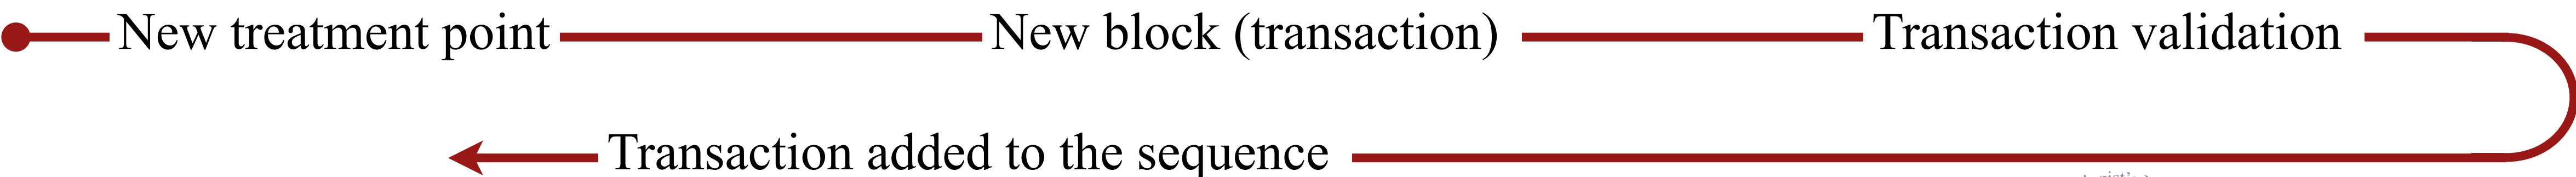 New treatment point New block (transaction) Transaction validation
Transaction added to the sequence